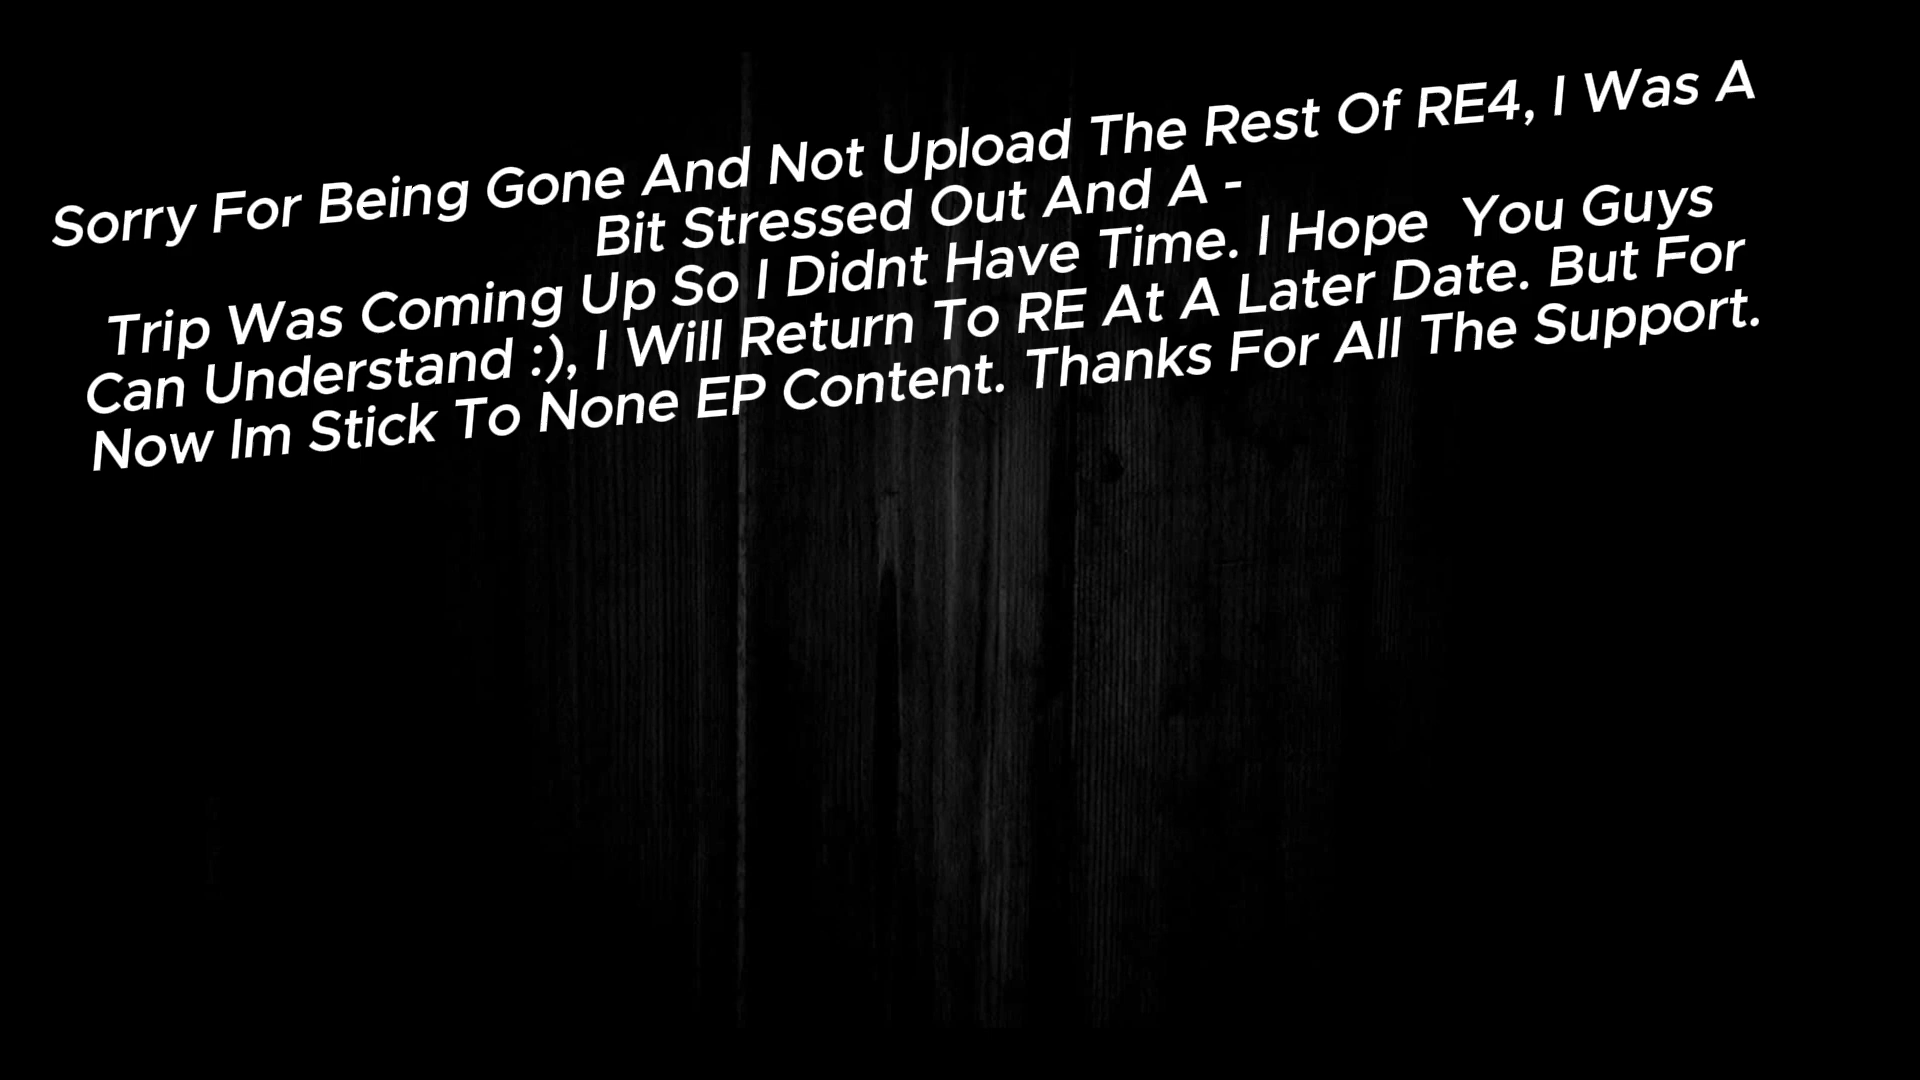 Sorry For Being Gone And Not Upload The Rest Of RE4, I Was A
Bit Stressed Out And A -
Trip Was Coming Up So I Didnt Have Time. I Hope  You Guys
Can Understand :), I Will Return To RE At A Later Date. But For
Now Im Stick To None EP Content. Thanks For All The Support.